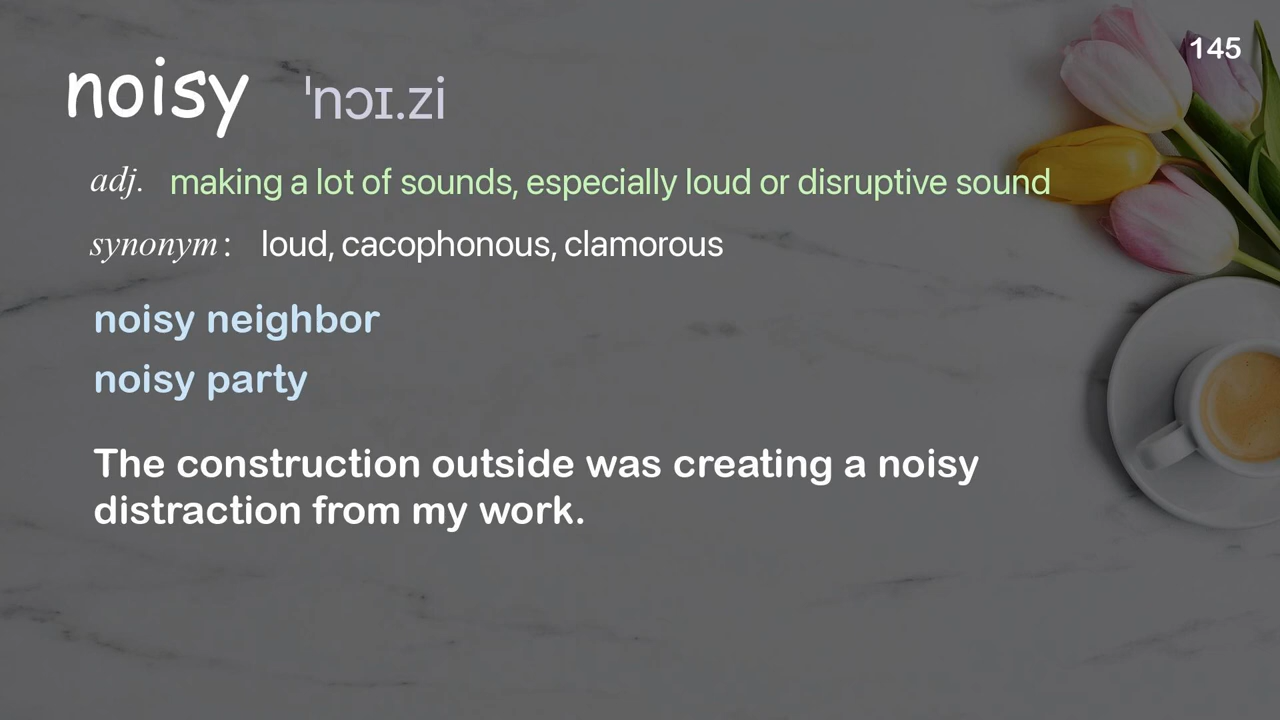 145
noisy ˈnɔɪ.zi
adj. making a lot of sounds, especially loud or disruptive sound
synonym: loud, cacophonous, clamorous
noisy neighbor
noisy party
The construction outside was creating a noisy
distraction from my work.